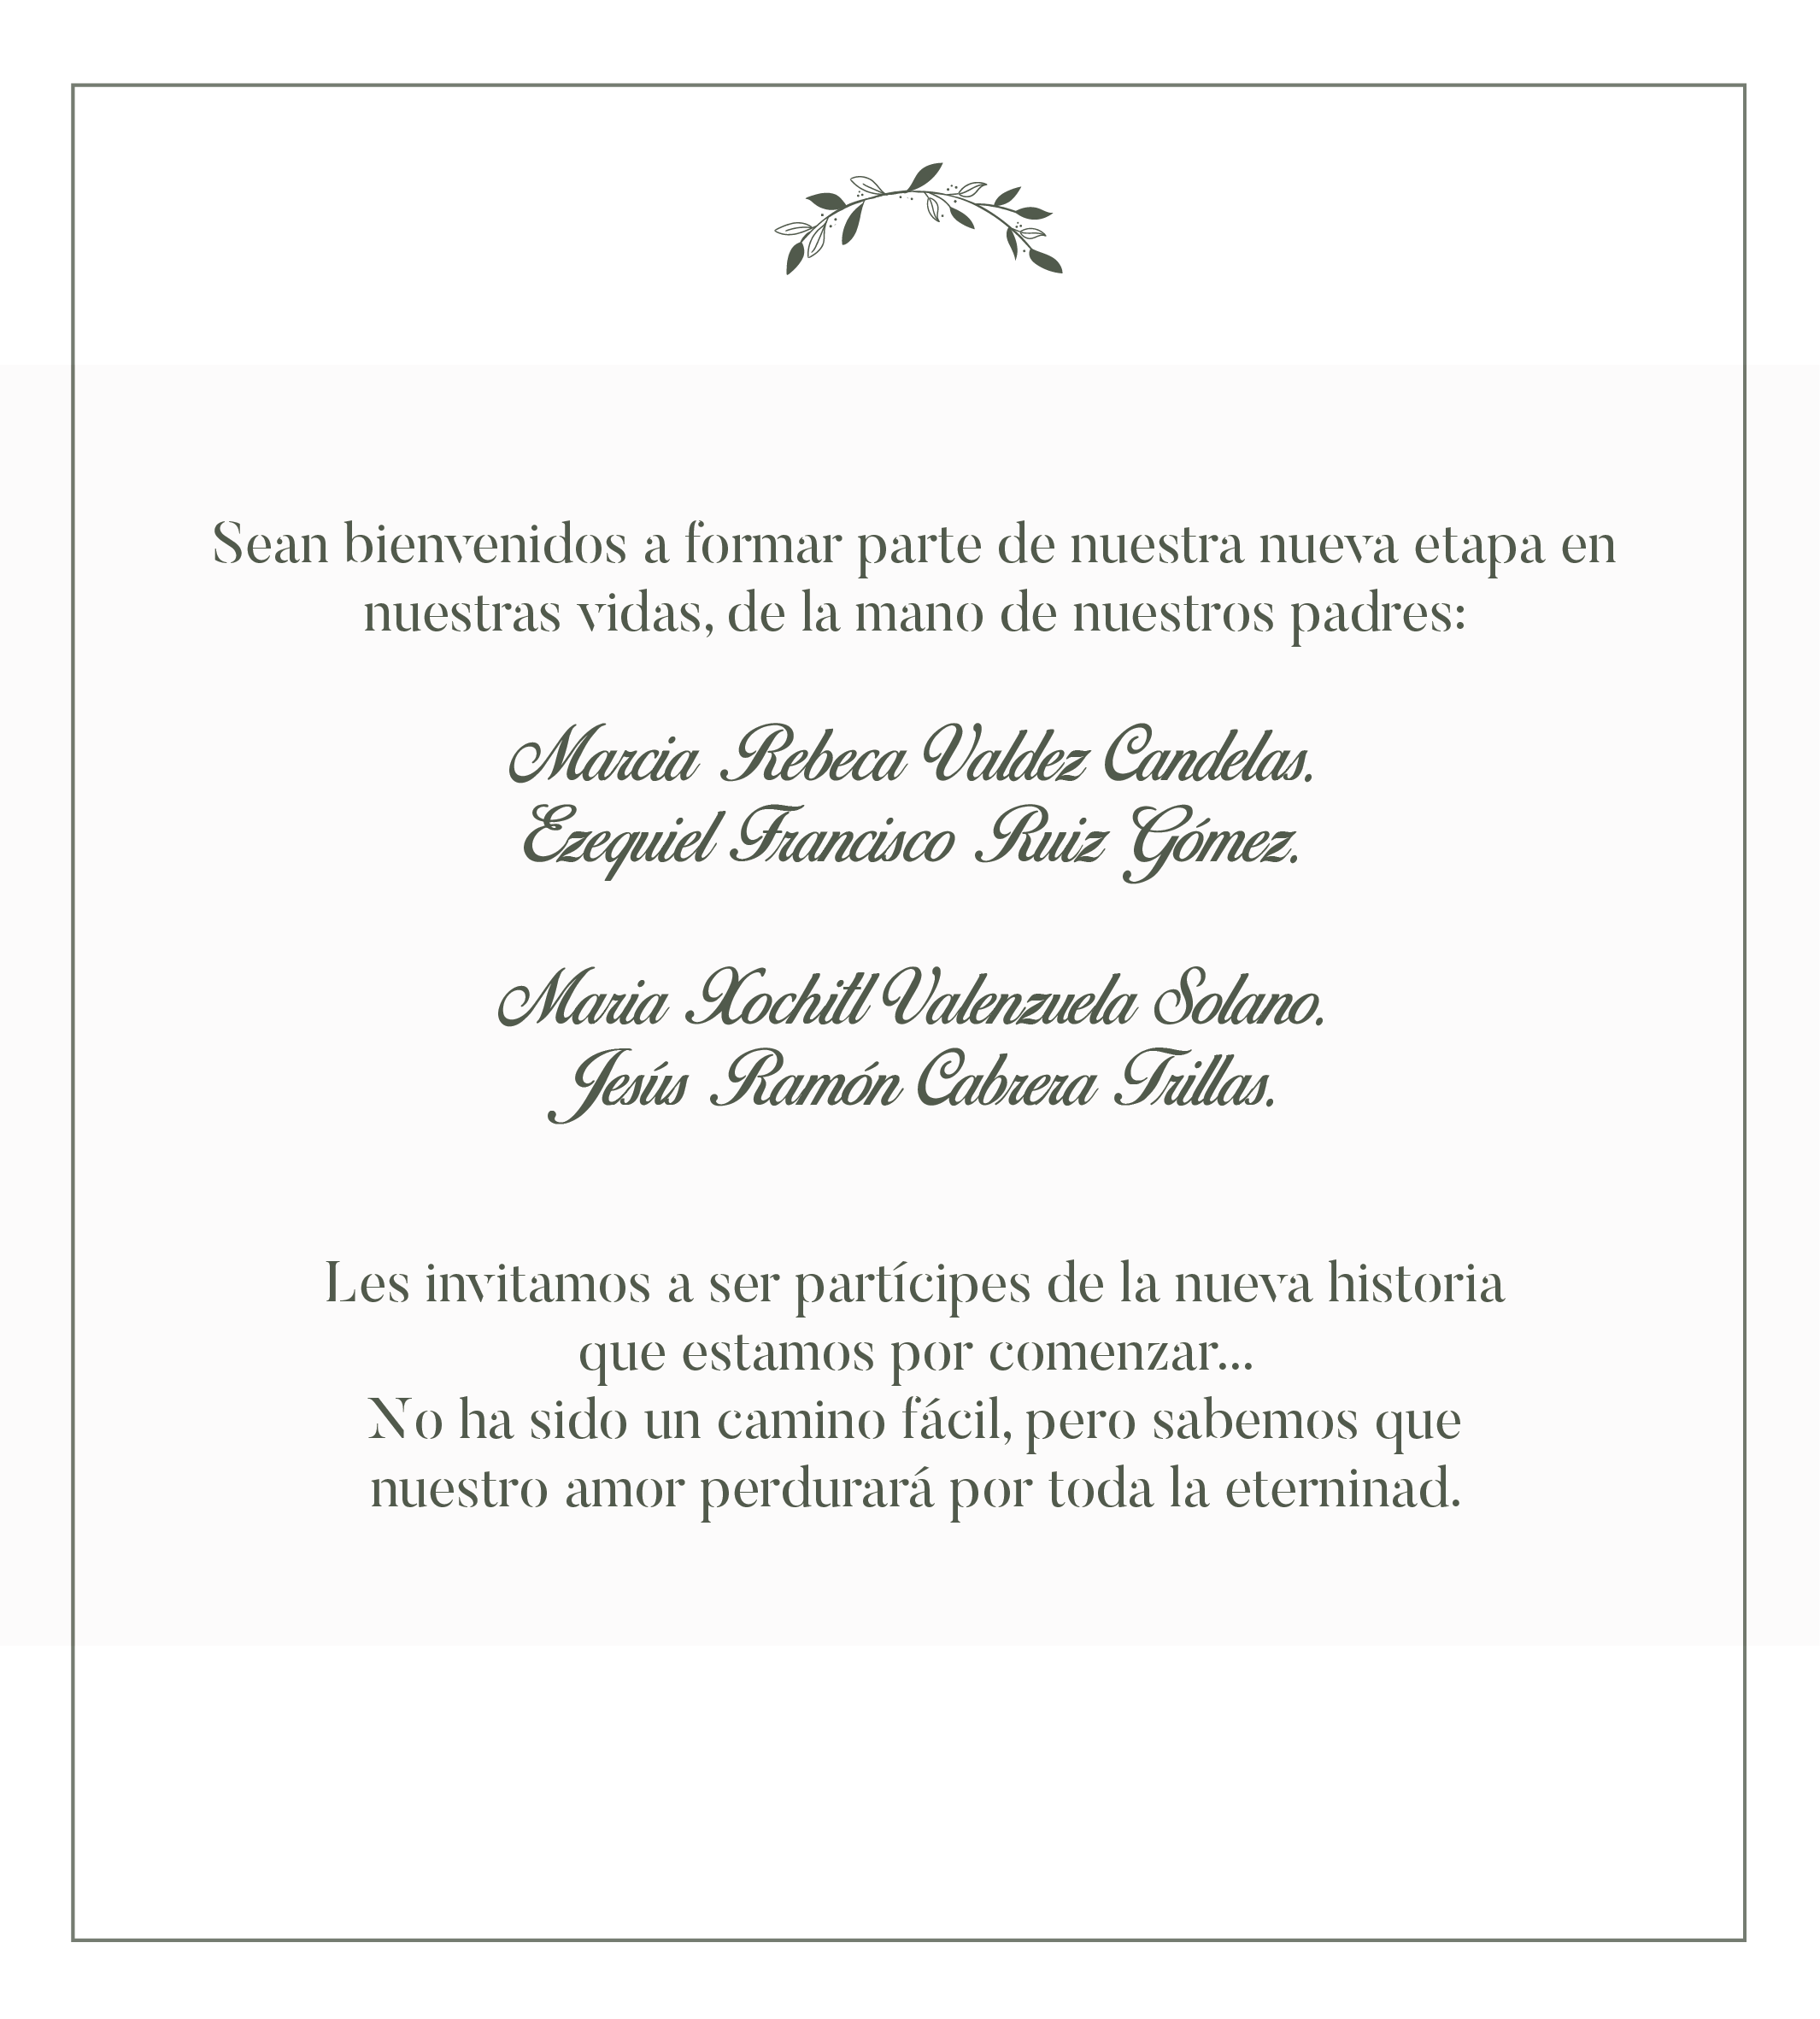 Sean bienvenidos a formar parte de nuestra nueva etapa en
nuestras vidas, de la mano de nuestros padres:
Marcia Rebeca Valdez Candelas.
Ezequiel Francisco Ruiz Gómez.
Maria Xochitl Valenzuela Solano.
Jesús Ramón Cabrera Trillas.
Les invitamos a ser partícipes de la nueva historia
que estamos por comenzar...
No ha sido un camino fácil, pero sabemos que
nuestro amor perdurará por toda la eterninad.